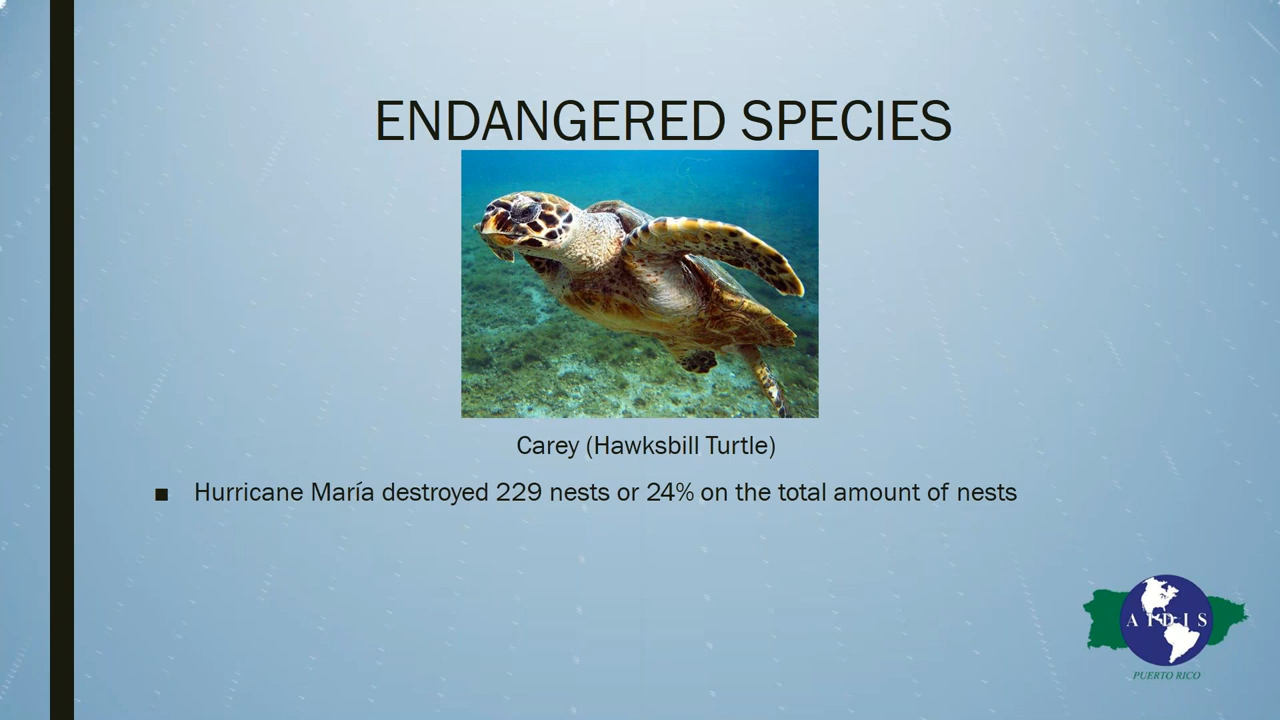 ENDANGERED SPECIES
Carey (Hawksbill Turtle)
■ Hurricane María destroyed 229 nests or 24% on the total amount of nests
AIDIS
PUERTO RICO